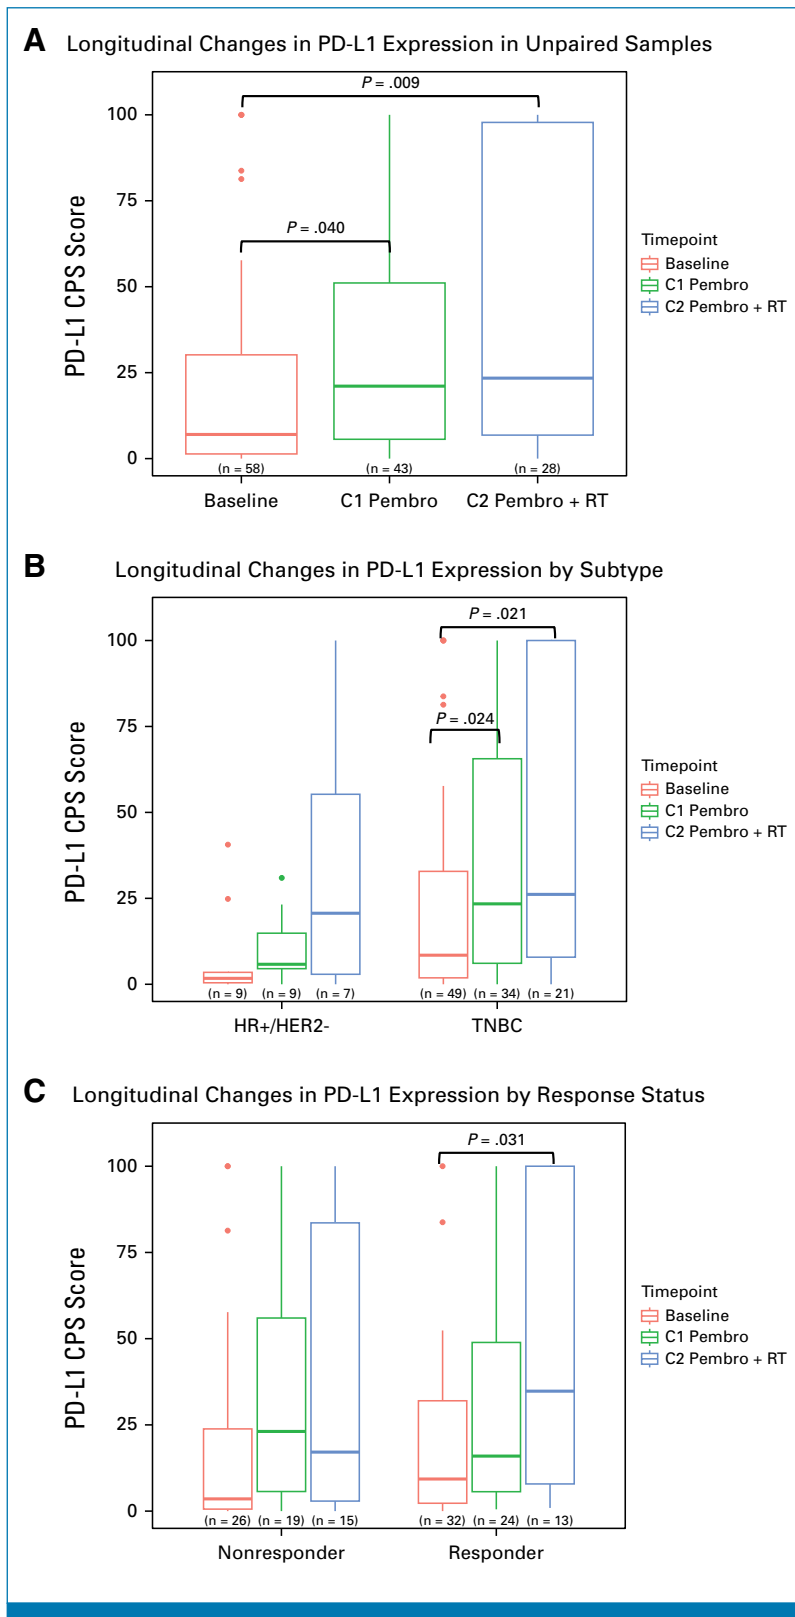 A Longitudinal Changes in PD-L1 Expression in Unpaired Samples
P = .009
P = .040
PD-L1 CPS Score
100
75
50
25
0
(n = 58) (n = 43) (n = 28)
Baseline C1 Pembro C2 Pembro + RT
Timepoint
Baseline
C1 Pembro
C2 Pembro + RT
B Longitudinal Changes in PD-L1 Expression by Subtype
P = .021
P = .024
PD-L1 CPS Score
100
75
50
25
0
(n = 9) (n = 9) (n = 7) (n = 49) (n = 34) (n = 21)
HR+/HER2- TNBC
Timepoint
Baseline
C1 Pembro
C2 Pembro + RT
C Longitudinal Changes in PD-L1 Expression by Response Status
P = .031
PD-L1 CPS Score
100
75
50
25
0
(n = 26) (n = 19) (n = 15) (n = 32) (n = 24) (n = 13)
Nonresponder Responder
Timepoint
Baseline
C1 Pembro
C2 Pembro + RT